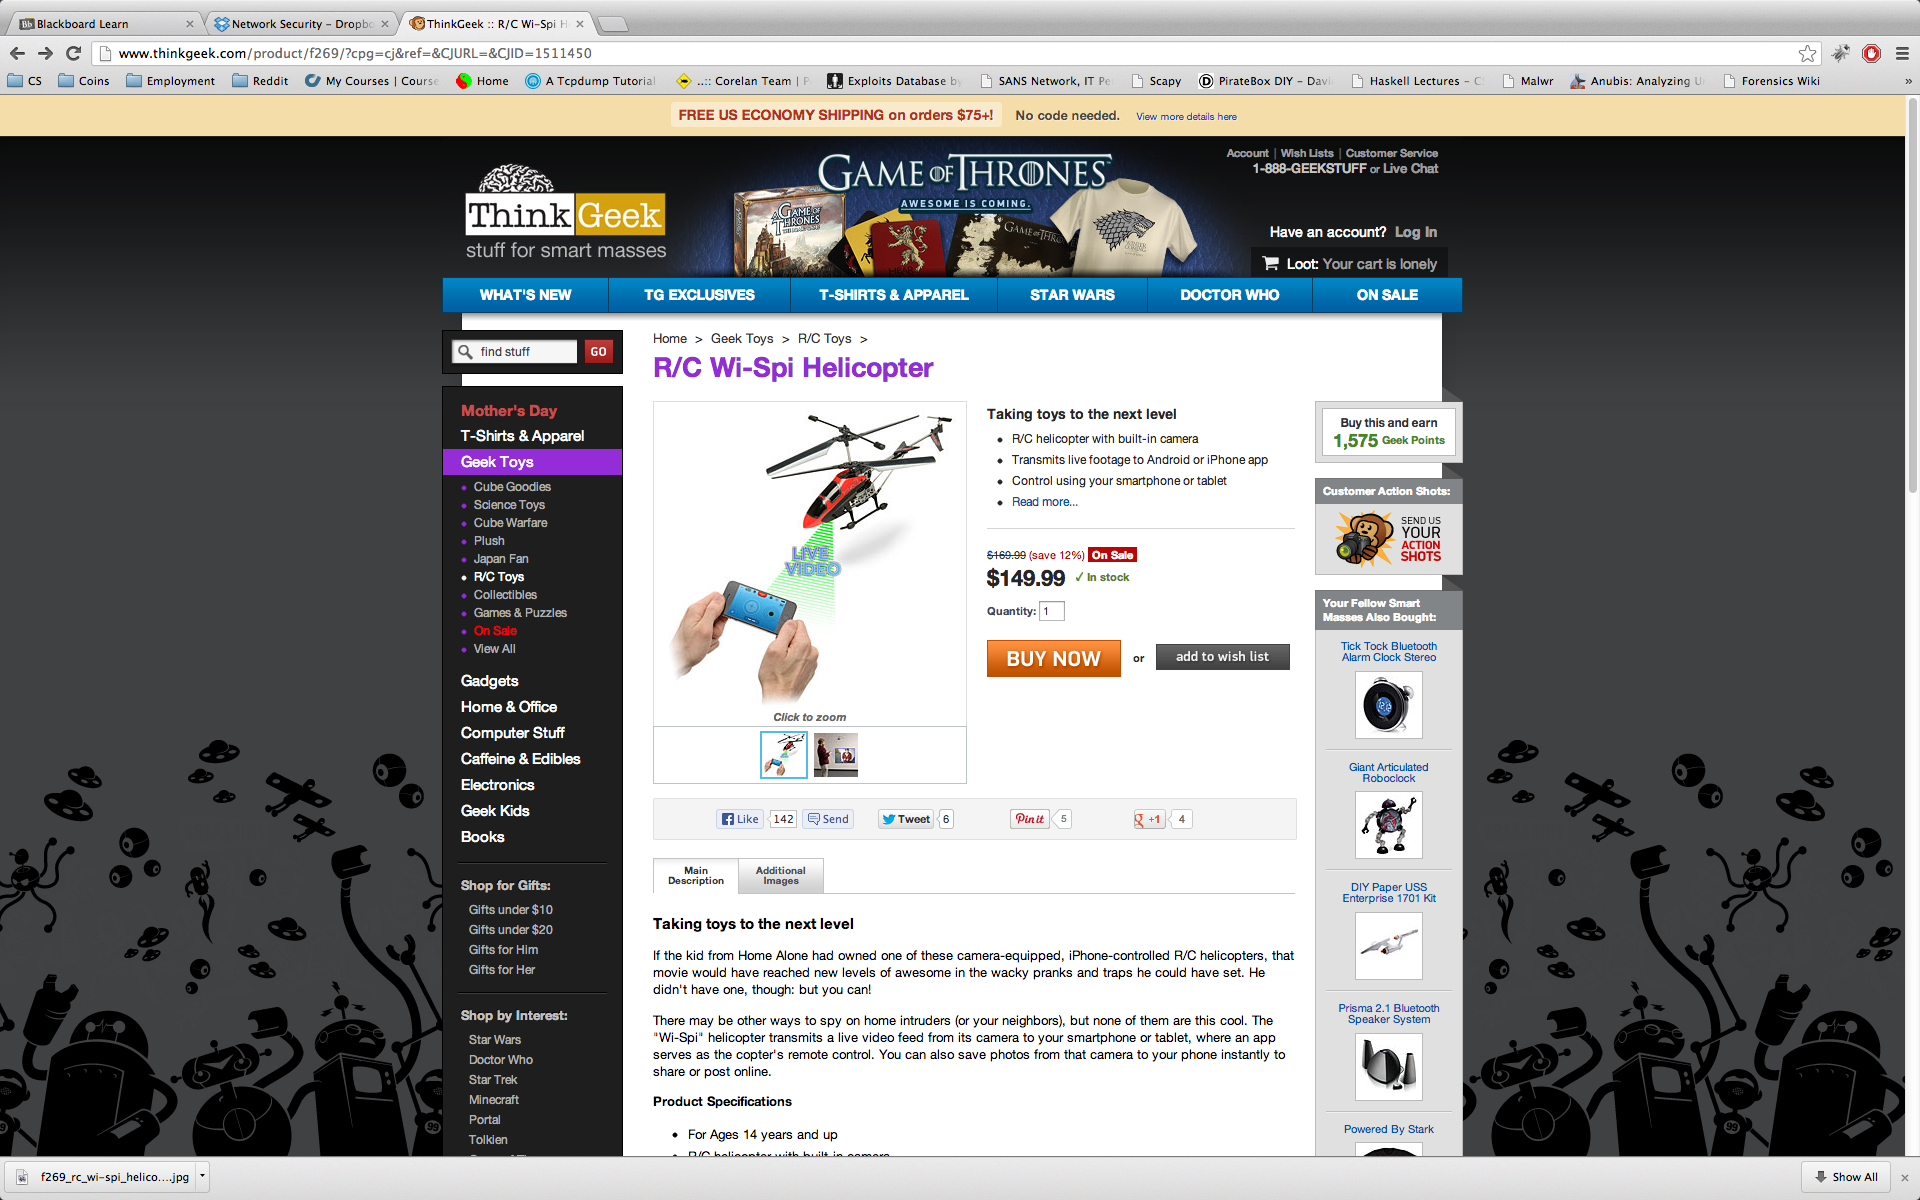 Blackboard Learn
Network Security – Dropbo
ThinkGeek :: R/C Wi-Spi H
www.thinkgeek.com/product/f269/?cpg=cj&ref=&CJURL=&CJID=1511450
CS
Coins
Employment
Reddit
My Courses | Course
Home
A Tcpdump Tutorial
..:: Corelan Team | P
Exploits Database by
SANS Network, IT Pe
Scapy
PirateBox DIY – Davi
Haskell Lectures – C
Malwr
Anubis: Analyzing U
Forensics Wiki
»
FREE US ECONOMY SHIPPING on orders $75+! No code needed. View more details here
Think Geek
stuff for smart masses
GAME OF THRONES
AWESOME IS COMING.
A GAME OF THRONES
Account | Wish Lists | Customer Service
1-888-GEEKSTUFF or Live Chat
Have an account? Log In
Loot: Your cart is lonely
WHAT'S NEW
TG EXCLUSIVES
T-SHIRTS & APPAREL
STAR WARS
DOCTOR WHO
ON SALE
find stuff
GO
Mother's Day
T-Shirts & Apparel
Geek Toys
Cube Goodies
Science Toys
Cube Warfare
Plush
Japan Fan
R/C Toys
Collectibles
Games & Puzzles
On Sale
View All
Gadgets
Home & Office
Computer Stuff
Caffeine & Edibles
Electronics
Geek Kids
Books
Shop for Gifts:
Gifts under $10
Gifts under $20
Gifts for Him
Gifts for Her
Shop by Interest:
Star Wars
Doctor Who
Star Trek
Minecraft
Portal
Tolkien
Home > Geek Toys > R/C Toys >
R/C Wi-Spi Helicopter
LIVE
VIDEO
Click to zoom
Taking toys to the next level
R/C helicopter with built-in camera
Transmits live footage to Android or iPhone app
Control using your smartphone or tablet
Read more...
$169.99 (save 12%) On Sale
$149.99 ✓ In stock
Quantity: 1
BUY NOW or add to wish list
Like 142 Send Tweet 6 Pin it 5 +1 4
Main Description
Additional Images
Taking toys to the next level
If the kid from Home Alone had owned one of these camera-equipped, iPhone-controlled R/C helicopters, that
movie would have reached new levels of awesome in the wacky pranks and traps he could have set. He
didn't have one, though: but you can!
There may be other ways to spy on home intruders (or your neighbors), but none of them are this cool. The
"Wi-Spi" helicopter transmits a live video feed from its camera to your smartphone or tablet, where an app
serves as the copter's remote control. You can also save photos from that camera to your phone instantly to
share or post online.
Product Specifications
For Ages 14 years and up
R/C helicopter with built-in camera
Buy this and earn
1,575 Geek Points
Customer Action Shots:
SEND US
YOUR
ACTION
SHOTS
Your Fellow Smart
Masses Also Bought:
Tick Tock Bluetooth
Alarm Clock Stereo
Giant Articulated
Roboclock
DIY Paper USS
Enterprise 1701 Kit
Prisma 2.1 Bluetooth
Speaker System
Powered By Stark
99
99
f269_rc_wi-spi_helico....jpg
Show All